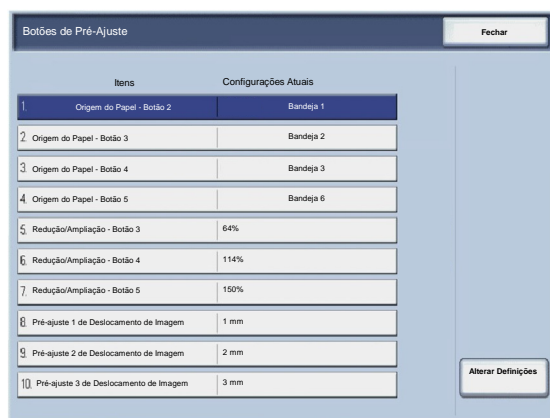 Botões de Pré-Ajuste
Fechar
Itens Configurações Atuais
1. Origem do Papel - Botão 2 Bandeja 1
2. Origem do Papel - Botão 3 Bandeja 2
3. Origem do Papel - Botão 4 Bandeja 3
4. Origem do Papel - Botão 5 Bandeja 6
5. Redução/Ampliação - Botão 3 64%
6. Redução/Ampliação - Botão 4 114%
7. Redução/Ampliação - Botão 5 150%
8. Pré-ajuste 1 de Deslocamento de Imagem 1 mm
9. Pré-ajuste 2 de Deslocamento de Imagem 2 mm
10. Pré-ajuste 3 de Deslocamento de Imagem 3 mm
Alterar Definições